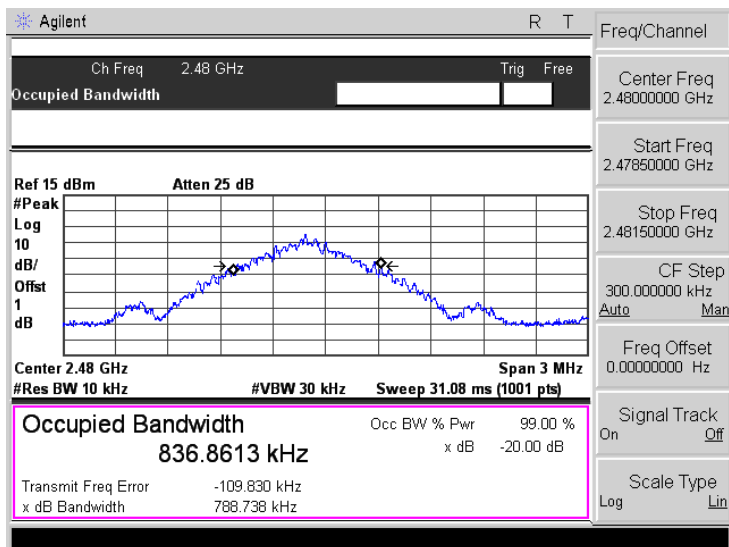 Agilent R T
Ch Freq 2.48 GHz Trig Free
Occupied Bandwidth
Ref 15 dBm Atten 25 dB
#Peak
Log
10
dB/
Offst
1
dB
Center 2.48 GHz Span 3 MHz
#Res BW 10 kHz #VBW 30 kHz Sweep 31.08 ms (1001 pts)
Occupied Bandwidth
836.8613 kHz
Occ BW % Pwr 99.00 %
x dB -20.00 dB
Transmit Freq Error -109.830 kHz
x dB Bandwidth 788.738 kHz
Freq/Channel
Center Freq
2.48000000 GHz
Start Freq
2.47850000 GHz
Stop Freq
2.48150000 GHz
CF Step
300.000000 kHz
Auto Man
Freq Offset
0.00000000 Hz
Signal Track
On Off
Scale Type
Log Lin